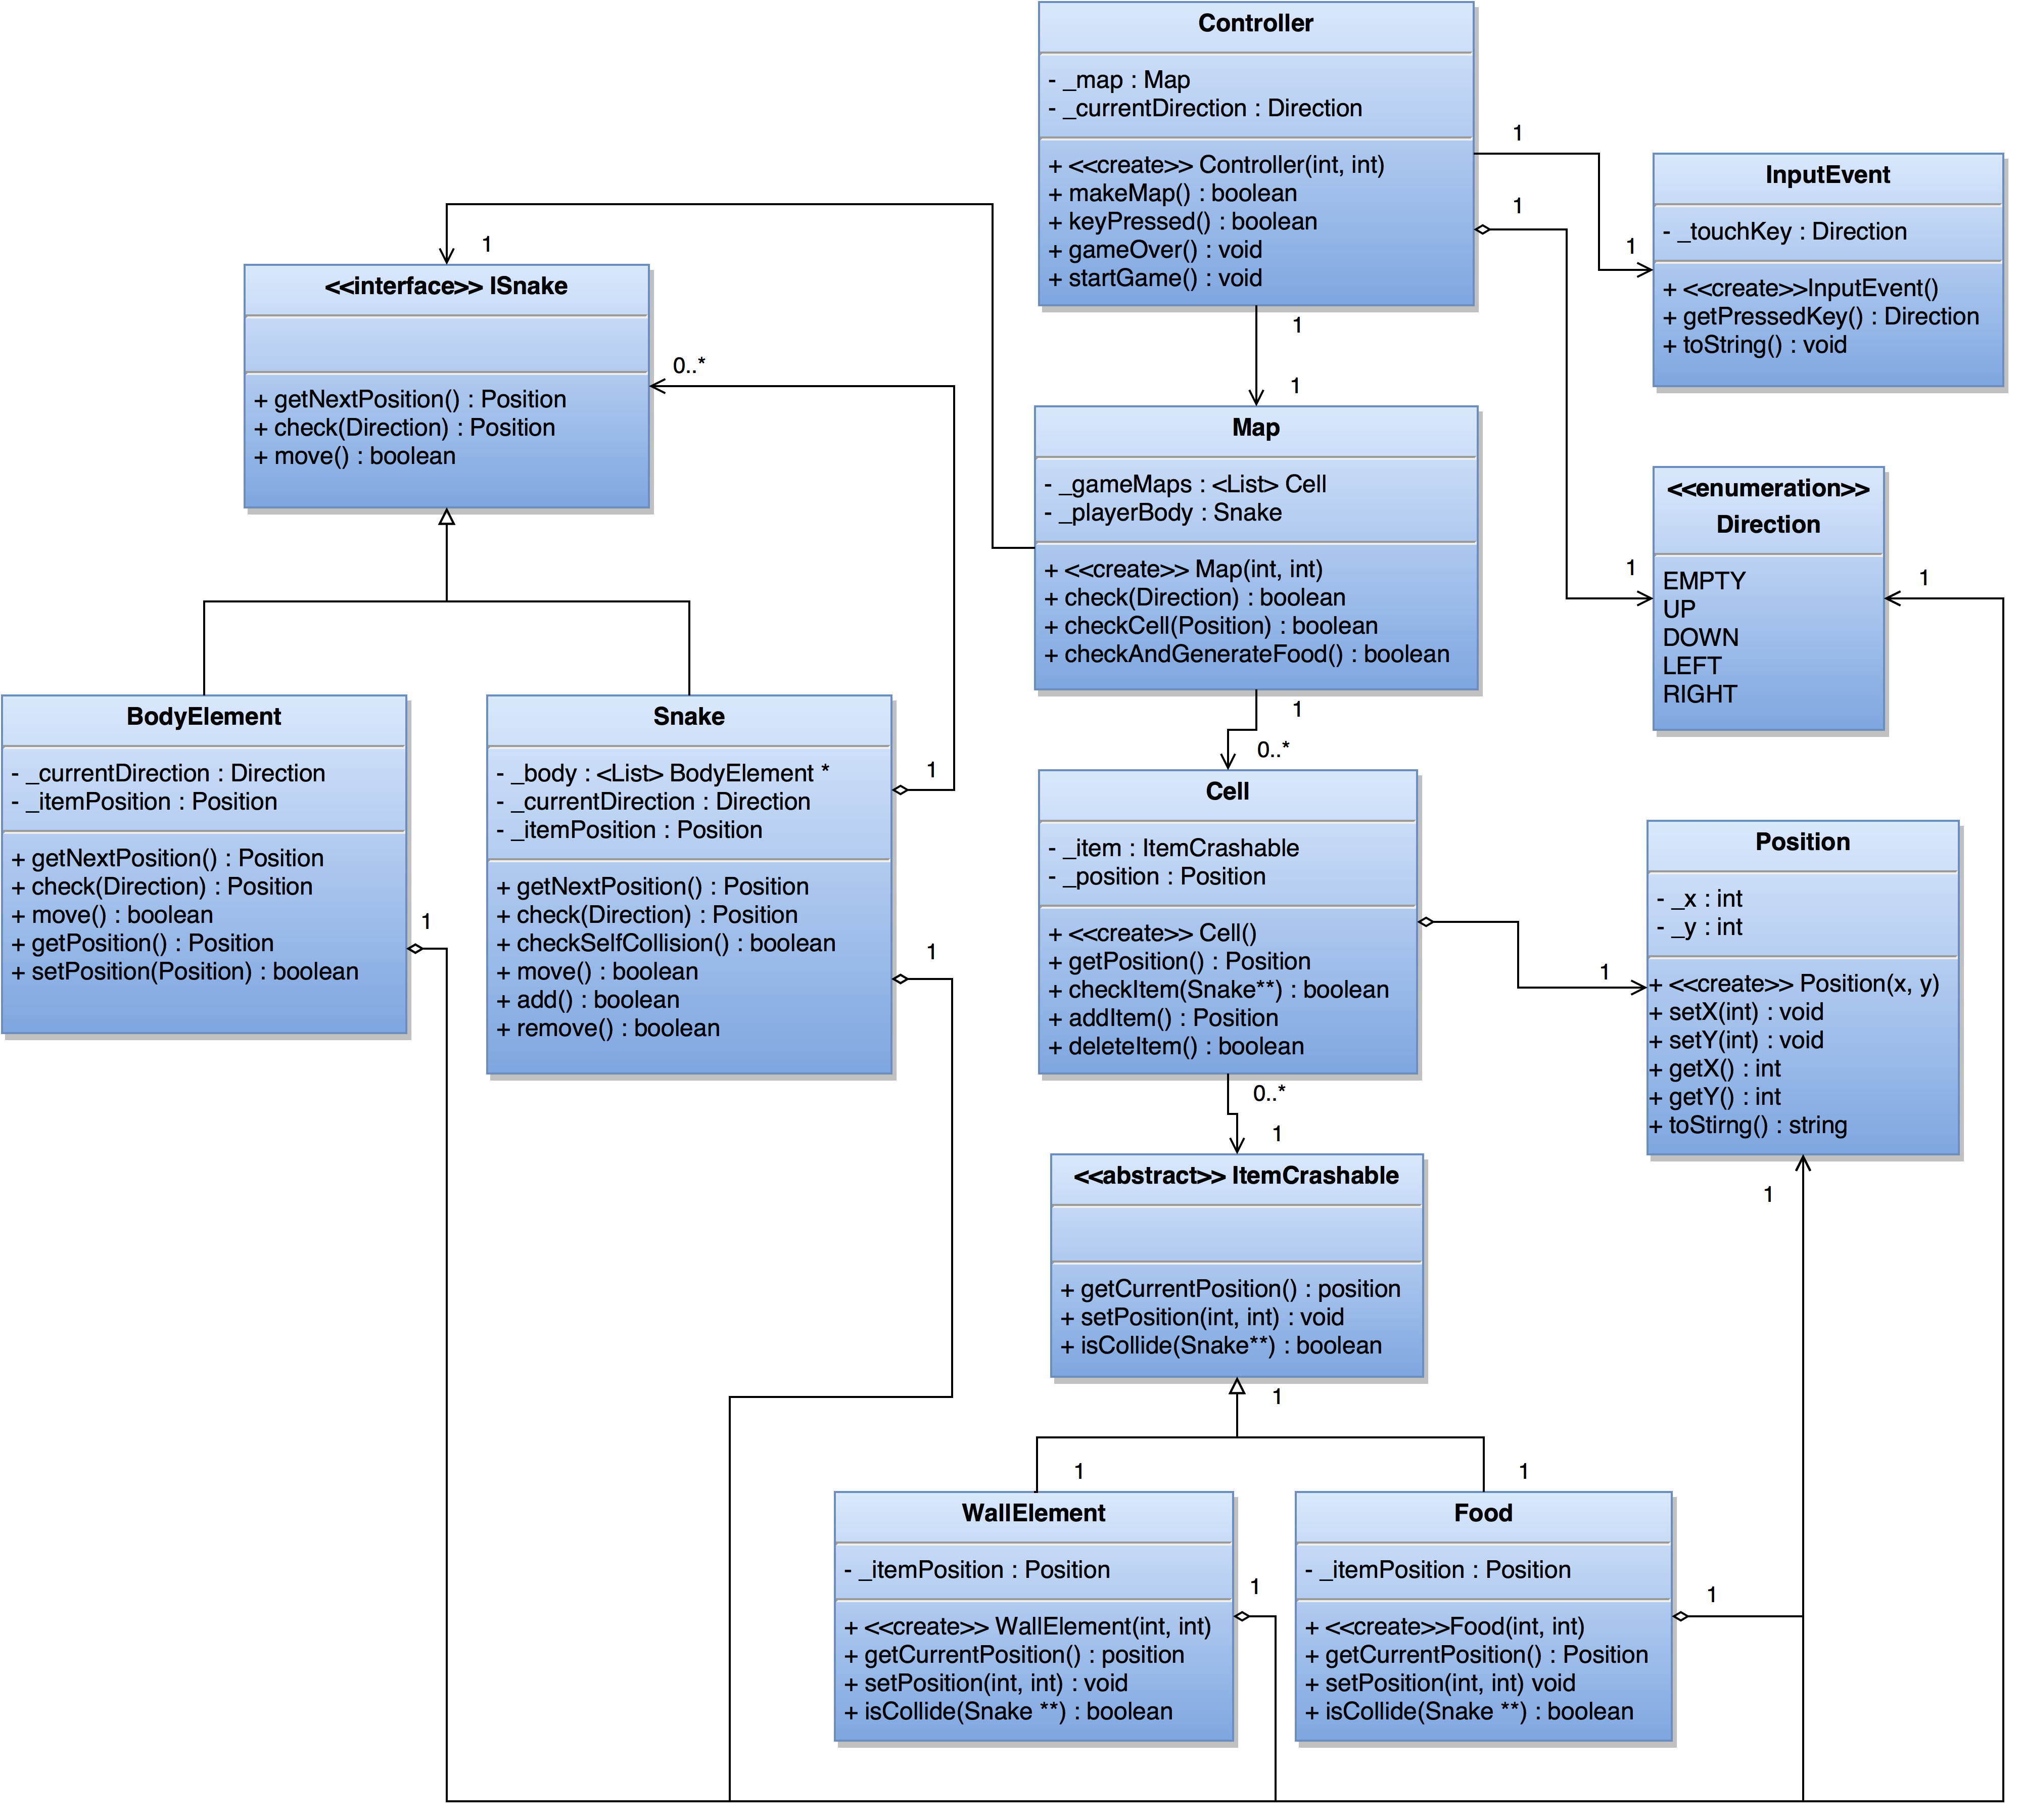 Controller
- _map : Map
- _currentDirection : Direction
+ <<create>> Controller(int, int)
+ makeMap() : boolean
+ keyPressed() : boolean
+ gameOver() : void
+ startGame() : void
1
1
1
InputEvent
- _touchKey : Direction
+ <<create>>InputEvent()
+ getPressedKey() : Direction
+ toString() : void
1
<<interface>> ISnake
+ getNextPosition() : Position
+ check(Direction) : Position
+ move() : boolean
0..*
1
1
Map
- _gameMaps : <List> Cell
- _playerBody : Snake
+ <<create>> Map(int, int)
+ check(Direction) : boolean
+ checkCell(Position) : boolean
+ checkAndGenerateFood() : boolean
1
<<enumeration>>
Direction
EMPTY
UP
DOWN
LEFT
RIGHT
1
BodyElement
- _currentDirection : Direction
- _itemPosition : Position
+ getNextPosition() : Position
+ check(Direction) : Position
+ move() : boolean
+ getPosition() : Position
+ setPosition(Position) : boolean
1
Snake
- _body : <List> BodyElement *
- _currentDirection : Direction
- _itemPosition : Position
+ getNextPosition() : Position
+ check(Direction) : Position
+ checkSelfCollision() : boolean
+ move() : boolean
+ add() : boolean
+ remove() : boolean
1
1
1
0..*
Cell
- _item : ItemCrashable
- _position : Position
+ <<create>> Cell()
+ getPosition() : Position
+ checkItem(Snake**) : boolean
+ addItem() : Position
+ deleteItem() : boolean
1
Position
- _x : int
- _y : int
+ <<create>> Position(x, y)
+ setX(int) : void
+ setY(int) : void
+ getX() : int
+ getY() : int
+ toStirng() : string
1
0..*
1
<<abstract>> ItemCrashable
+ getCurrentPosition() : position
+ setPosition(int, int) : void
+ isCollide(Snake**) : boolean
1
1
1
WallElement
- _itemPosition : Position
+ <<create>> WallElement(int, int)
+ getCurrentPosition() : position
+ setPosition(int, int) : void
+ isCollide(Snake **) : boolean
1
Food
- _itemPosition : Position
+ <<create>>Food(int, int)
+ getCurrentPosition() : Position
+ setPosition(int, int) void
+ isCollide(Snake **) : boolean
1